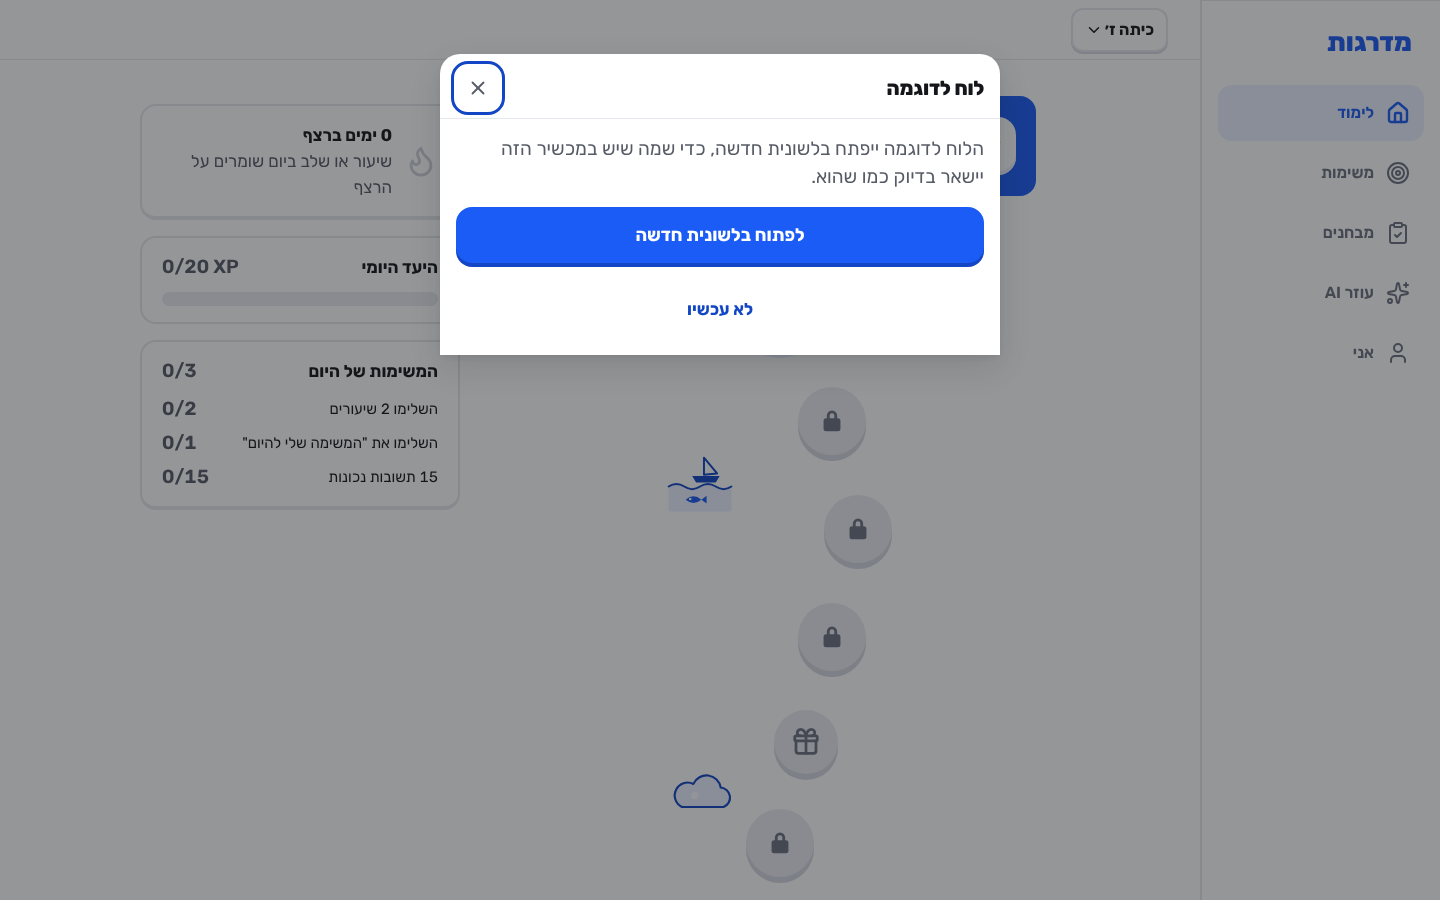 מדרגות
לימוד
משימות
מבחנים
עוזר AI
אני
כיתה ז׳
לוח לדוגמה
הלוח לדוגמה ייפתח בלשונית חדשה, כדי שמה שיש במכשיר הזה
יישאר בדיוק כמו שהוא.
לפתוח בלשונית חדשה
לא עכשיו
0 ימים ברצף
שיעור או שלב ביום שומרים על
הרצף
היעד היומי
0/20 XP
המשימות של היום
0/3
השלימו 2 שיעורים
0/2
השלימו את "המשימה שלי להיום"
0/1
15 תשובות נכונות
0/15